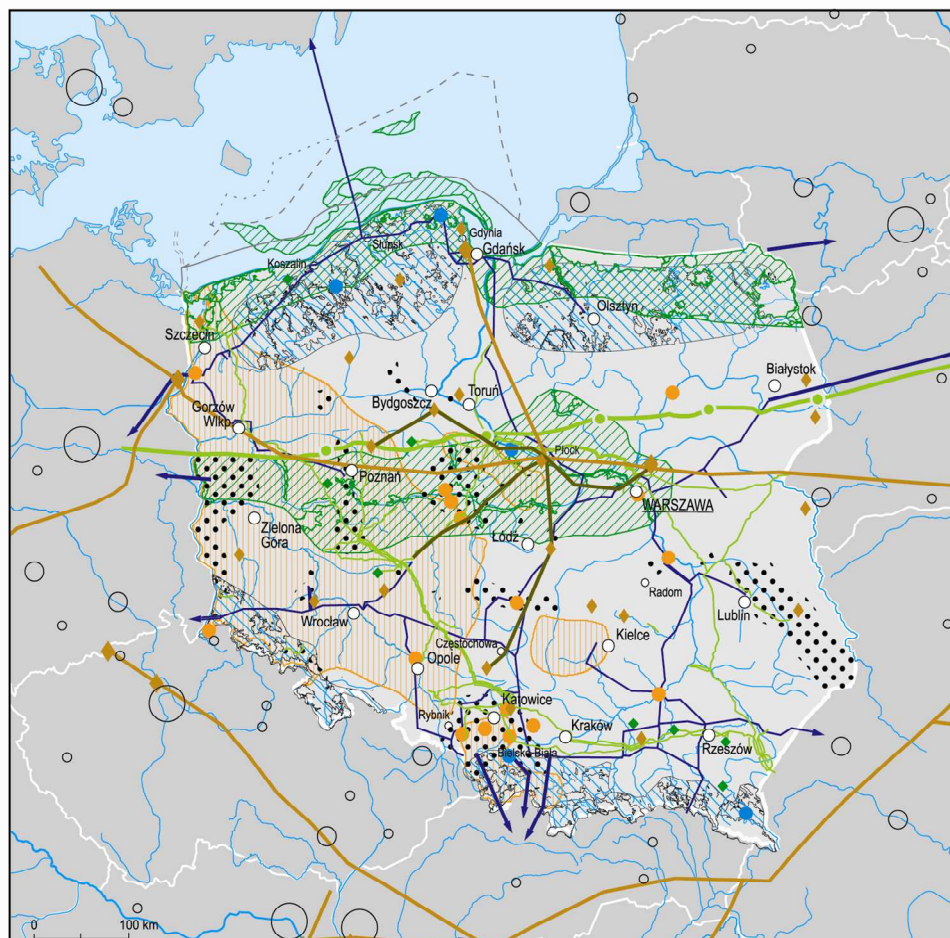 Gdynia
Gdańsk
Słupsk
Koszalin
Olsztyn
Szczecin
Białystok
Bydgoszcz
Toruń
Gorzów
Wlkp
Płock
Poznań
WARSZAWA
Zielona
Góra
Łódź
Radom
Lublin
Wrocław
Kielce
Częstochowa
Opole
Katowice
Rybnik
Kraków
Rzeszów
Bielsko-Biała
0 100 km